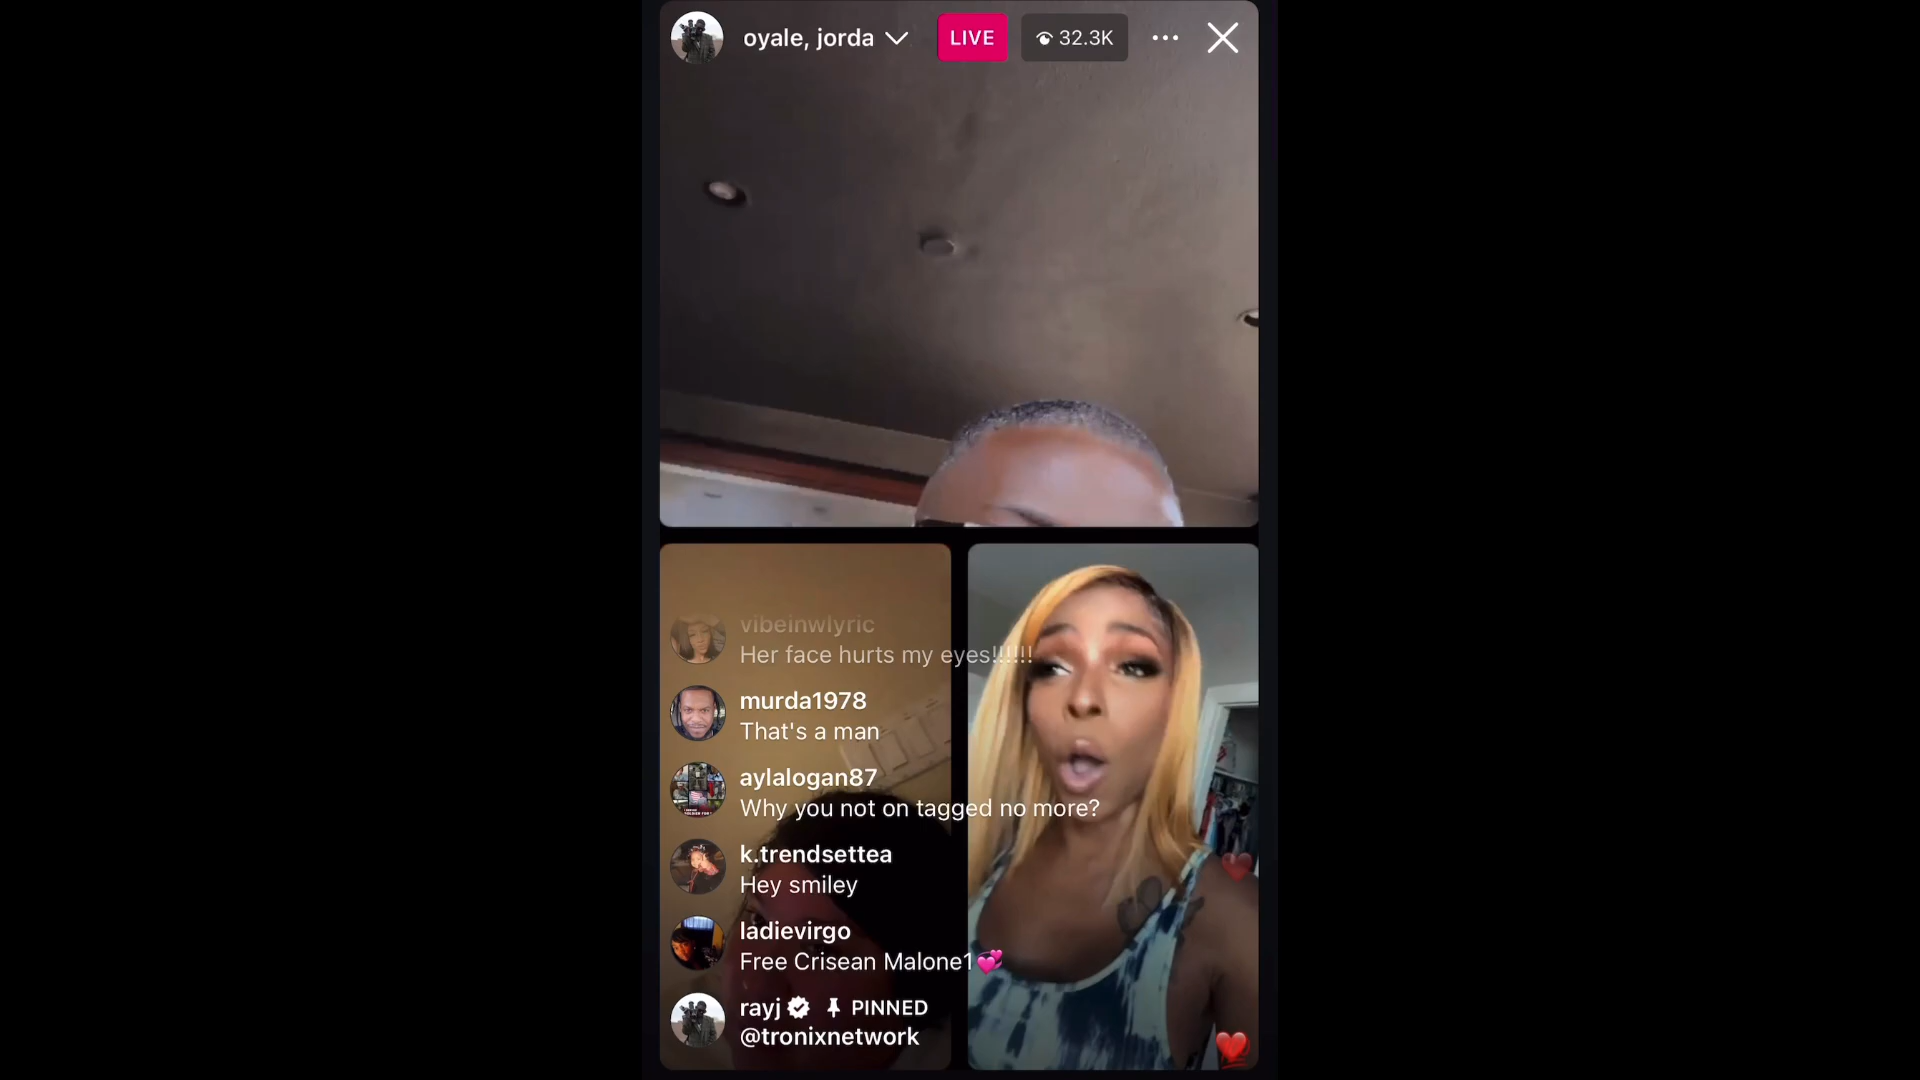 oyale, jorda
LIVE
32.3K
vibeinwlyric
Her face hurts my eyes!!!!!!
murda1978
That's a man
aylalogan87
Why you not on tagged no more?
k.trendsettea
Hey smiley
ladievirgo
Free Crisean Malone1💞
rayj PINNED
@tronixnetwork